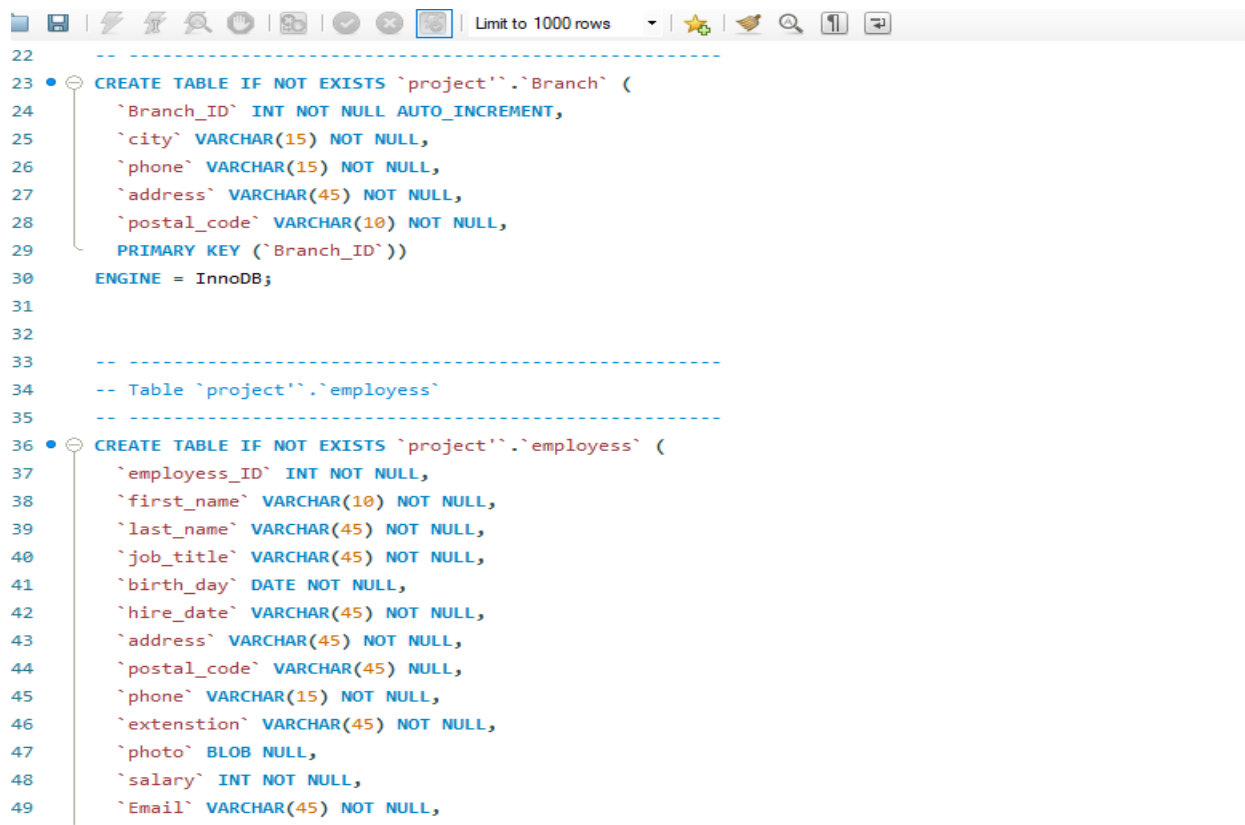 Limit to 1000 rows
22 -- -----------------------------------------------------
23 CREATE TABLE IF NOT EXISTS `project'`.`Branch` (
24 `Branch_ID` INT NOT NULL AUTO_INCREMENT,
25 `city` VARCHAR(15) NOT NULL,
26 `phone` VARCHAR(15) NOT NULL,
27 `address` VARCHAR(45) NOT NULL,
28 `postal_code` VARCHAR(10) NOT NULL,
29 PRIMARY KEY (`Branch_ID`))
30 ENGINE = InnoDB;
31
32
33 -- -----------------------------------------------------
34 -- Table `project'`.`employess`
35 -- -----------------------------------------------------
36 CREATE TABLE IF NOT EXISTS `project'`.`employess` (
37 `employess_ID` INT NOT NULL,
38 `first_name` VARCHAR(10) NOT NULL,
39 `last_name` VARCHAR(45) NOT NULL,
40 `job_title` VARCHAR(45) NOT NULL,
41 `birth_day` DATE NOT NULL,
42 `hire_date` VARCHAR(45) NOT NULL,
43 `address` VARCHAR(45) NOT NULL,
44 `postal_code` VARCHAR(45) NULL,
45 `phone` VARCHAR(15) NOT NULL,
46 `extenstion` VARCHAR(45) NOT NULL,
47 `photo` BLOB NULL,
48 `salary` INT NOT NULL,
49 `Email` VARCHAR(45) NOT NULL,